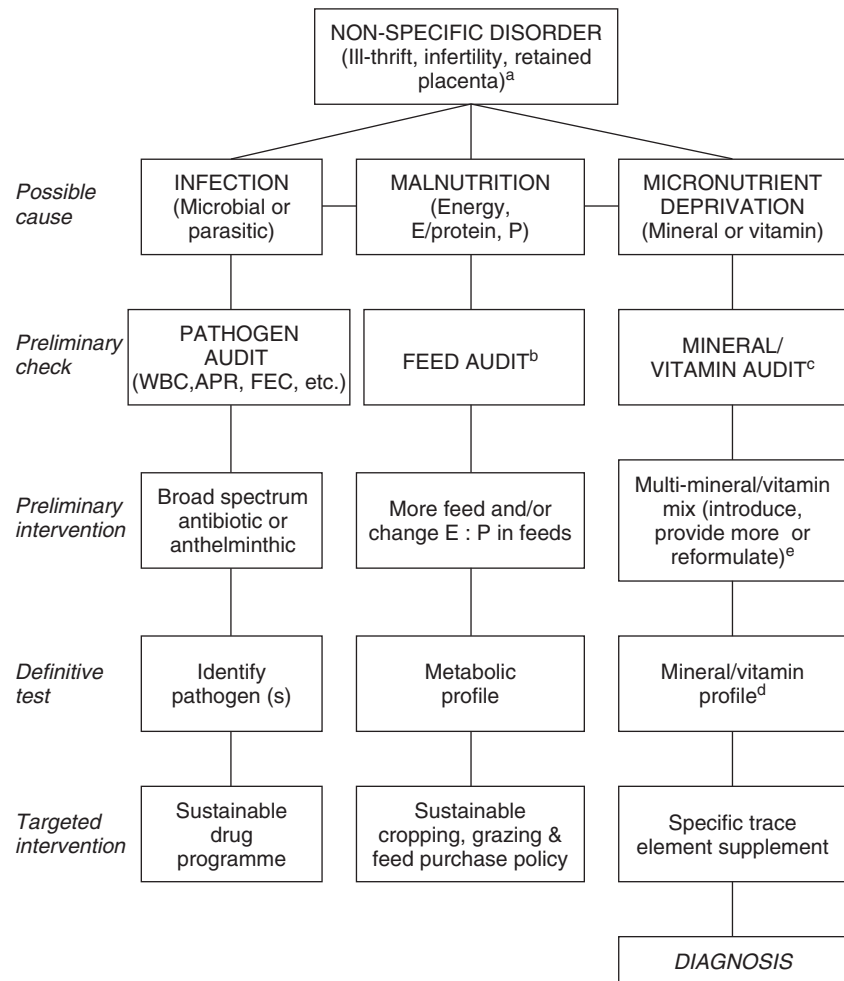 NON-SPECIFIC DISORDER
(Ill-thrift, infertility, retained
placenta)a
Possible
cause
INFECTION
(Microbial or
parasitic)
MALNUTRITION
(Energy,
E/protein, P)
MICRONUTRIENT
DEPRIVATION
(Mineral or vitamin)
Preliminary
check
PATHOGEN
AUDIT
(WBC,APR, FEC, etc.)
FEED AUDITb
MINERAL/
VITAMIN AUDITc
Preliminary
intervention
Broad spectrum
antibiotic or
anthelminthic
More feed and/or
change E : P in feeds
Multi-mineral/vitamin
mix (introduce,
provide more or
reformulate)e
Definitive
test
Identify
pathogen (s)
Metabolic
profile
Mineral/vitamin
profiled
Targeted
intervention
Sustainable
drug
programme
Sustainable
cropping, grazing &
feed purchase policy
Specific trace
element supplement
DIAGNOSIS